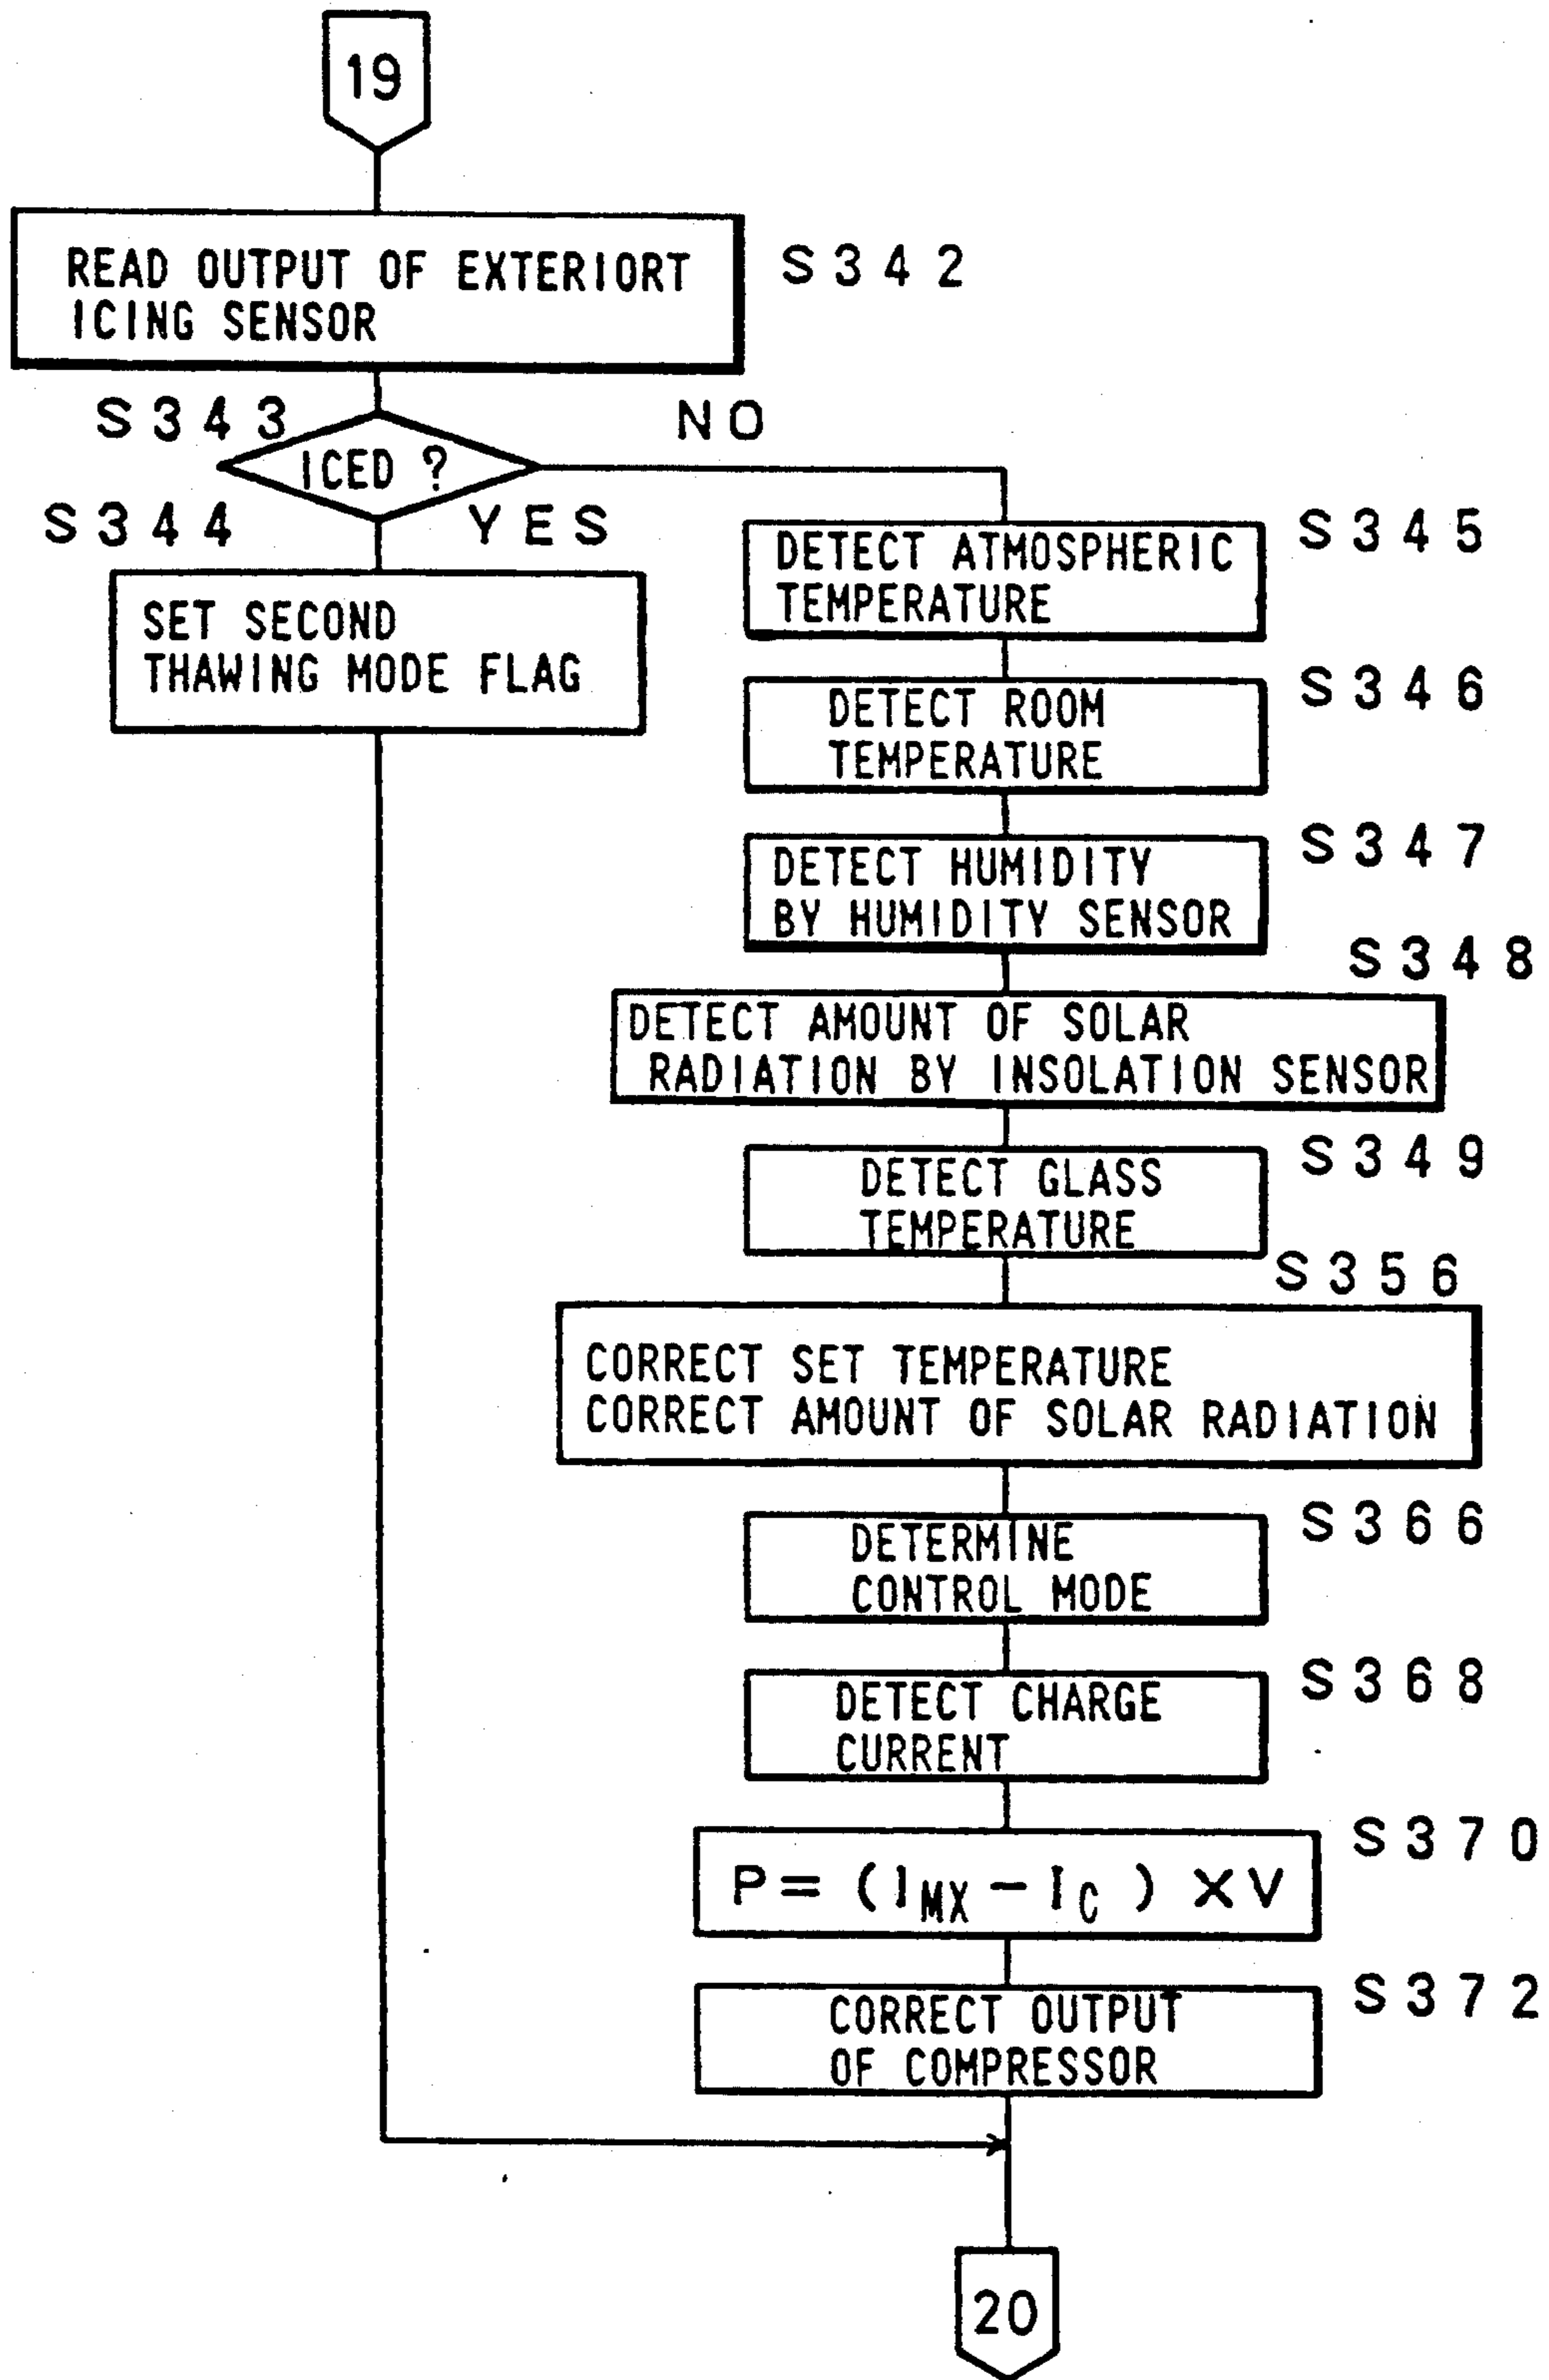 19
READ OUTPUT OF EXTERIORT
ICING SENSOR
S342
S343
ICED ?
NO
S344
YES
SET SECOND
THAWING MODE FLAG
S345
DETECT ATMOSPHERIC
TEMPERATURE
S346
DETECT ROOM
TEMPERATURE
S347
DETECT HUMIDITY
BY HUMIDITY SENSOR
S348
DETECT AMOUNT OF SOLAR
RADIATION BY INSOLATION SENSOR
S349
DETECT GLASS
TEMPERATURE
S356
CORRECT SET TEMPERATURE
CORRECT AMOUNT OF SOLAR RADIATION
S366
DETERMINE
CONTROL MODE
S368
DETECT CHARGE
CURRENT
S370
P = (I_MX − I_C) × V
S372
CORRECT OUTPUT
OF COMPRESSOR
20